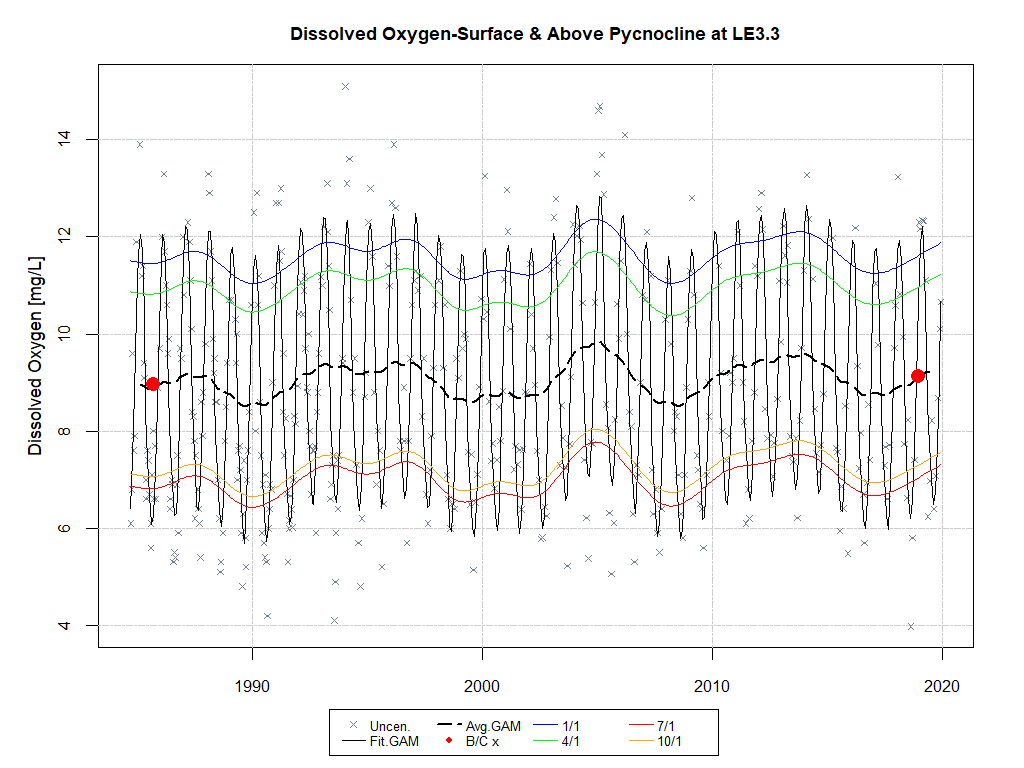 Dissolved Oxygen-Surface & Above Pycnocline at LE3.3
Dissolved Oxygen [mg/L]
14
12
10
8
6
4
1990 2000 2010 2020
Uncen. Avg.GAM 1/1 7/1
Fit.GAM B/C x 4/1 10/1